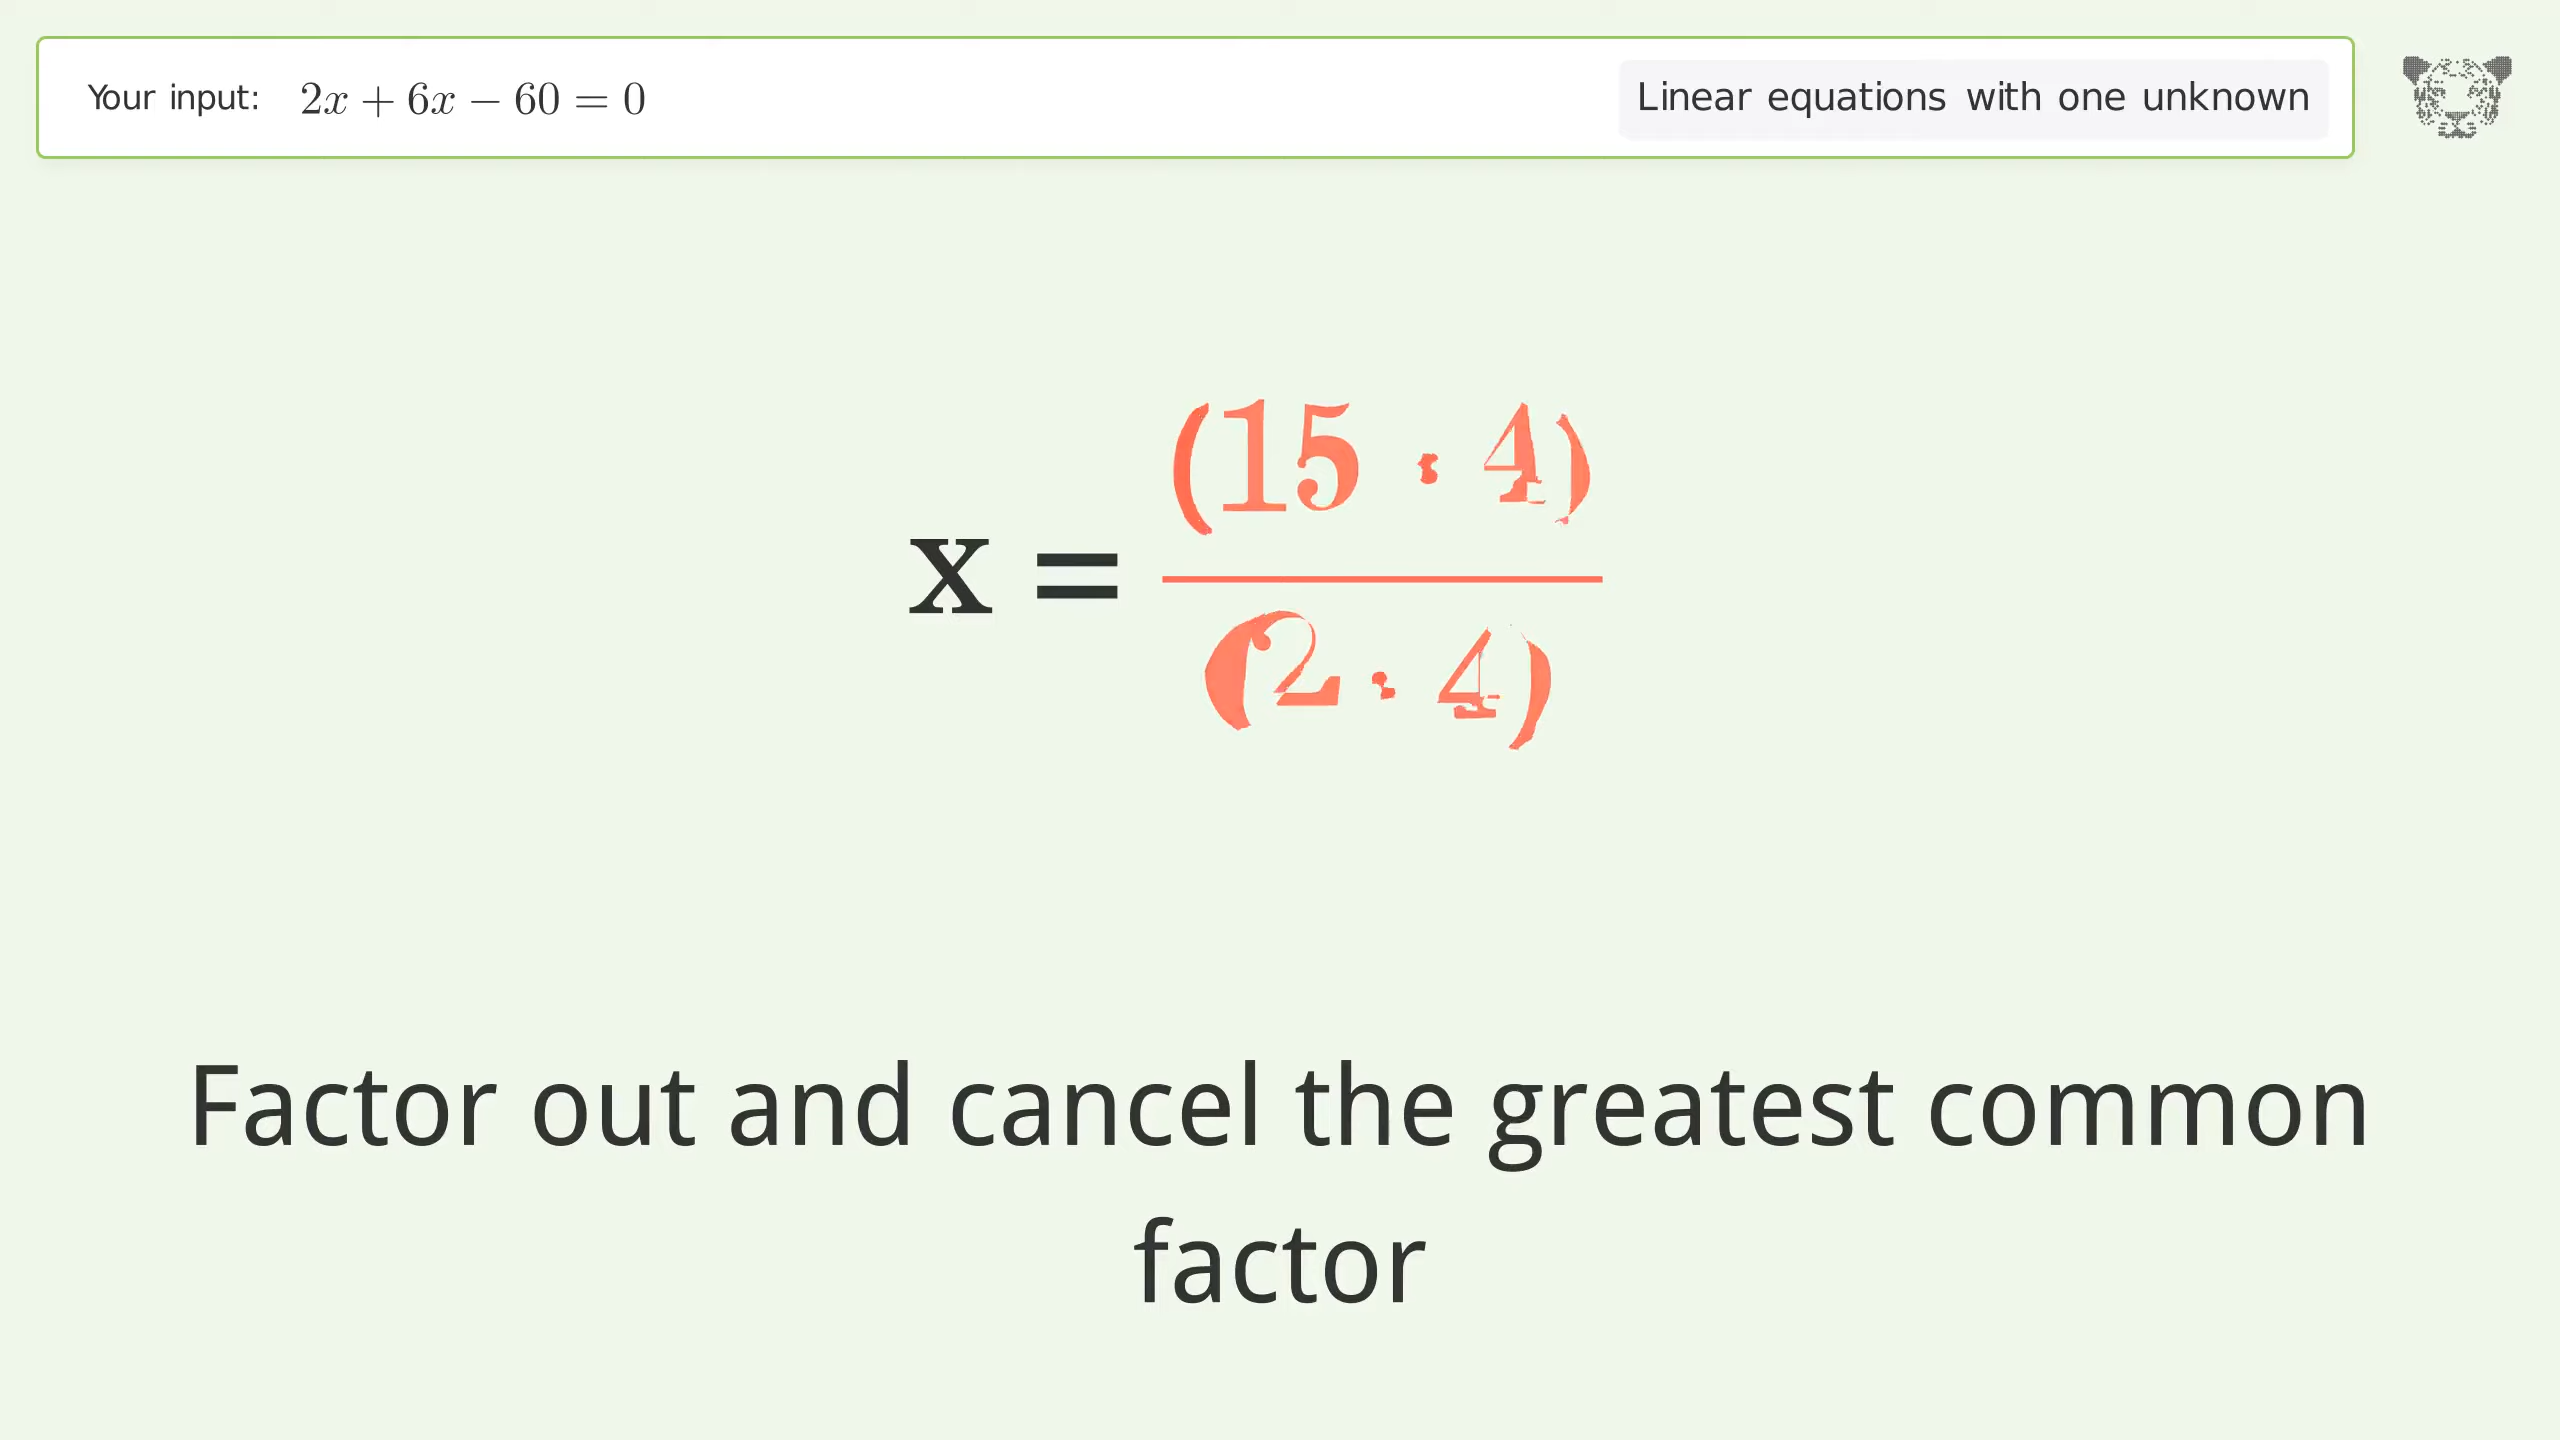 Your input: 2x + 6x − 60 = 0
Linear equations with one unknown
x = (15 · 4) / (2 · 4)
Factor out and cancel the greatest common
factor